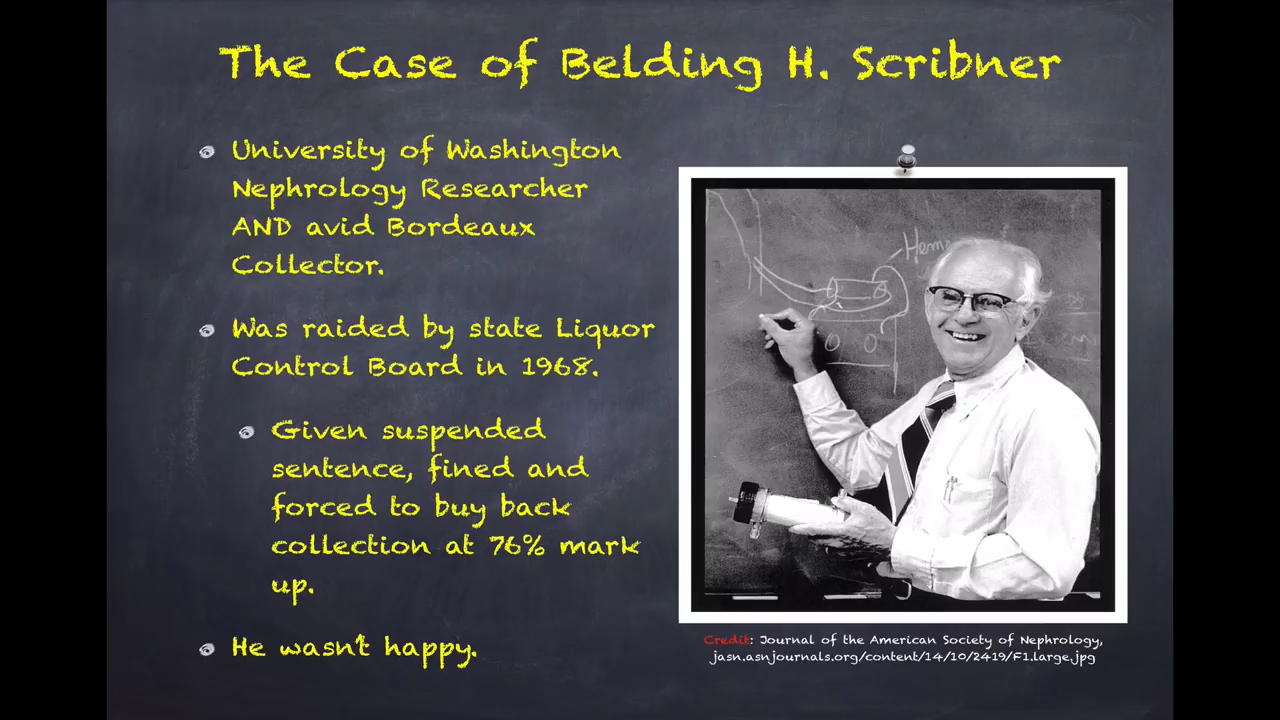 The Case of Belding H. Scribner
University of Washington
Nephrology Researcher
AND avid Bordeaux
Collector.
Was raided by state Liquor
Control Board in 1968.
Given suspended
sentence, fined and
forced to buy back
collection at 76% mark
up.
He wasn't happy.
Hemo
Credit: Journal of the American Society of Nephrology,
jasn.asnjournals.org/content/14/10/2419/F1.large.jpg